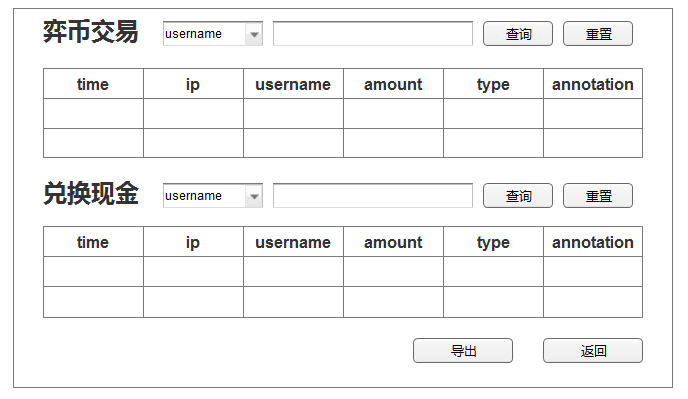 弈币交易 username 查询 重置
time ip username amount type annotation
兑换现金 username 查询 重置
time ip username amount type annotation
导出 返回